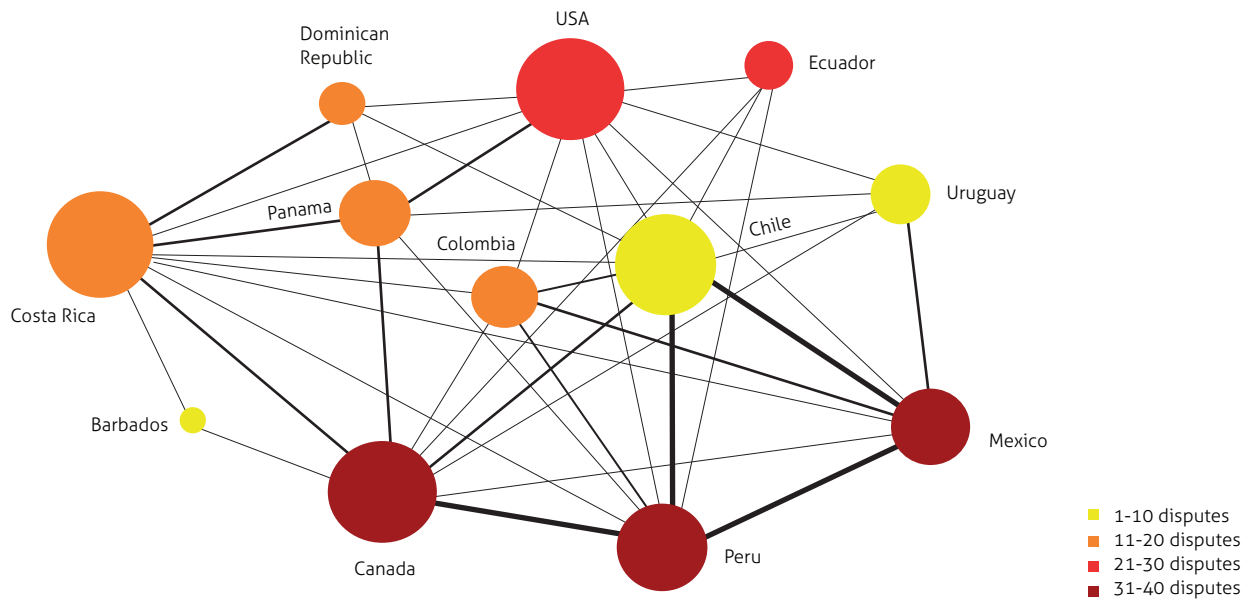 USA
Dominican
Republic
Ecuador
Uruguay
Panama
Chile
Colombia
Costa Rica
Barbados
Mexico
Canada
Peru
1-10 disputes
11-20 disputes
21-30 disputes
31-40 disputes